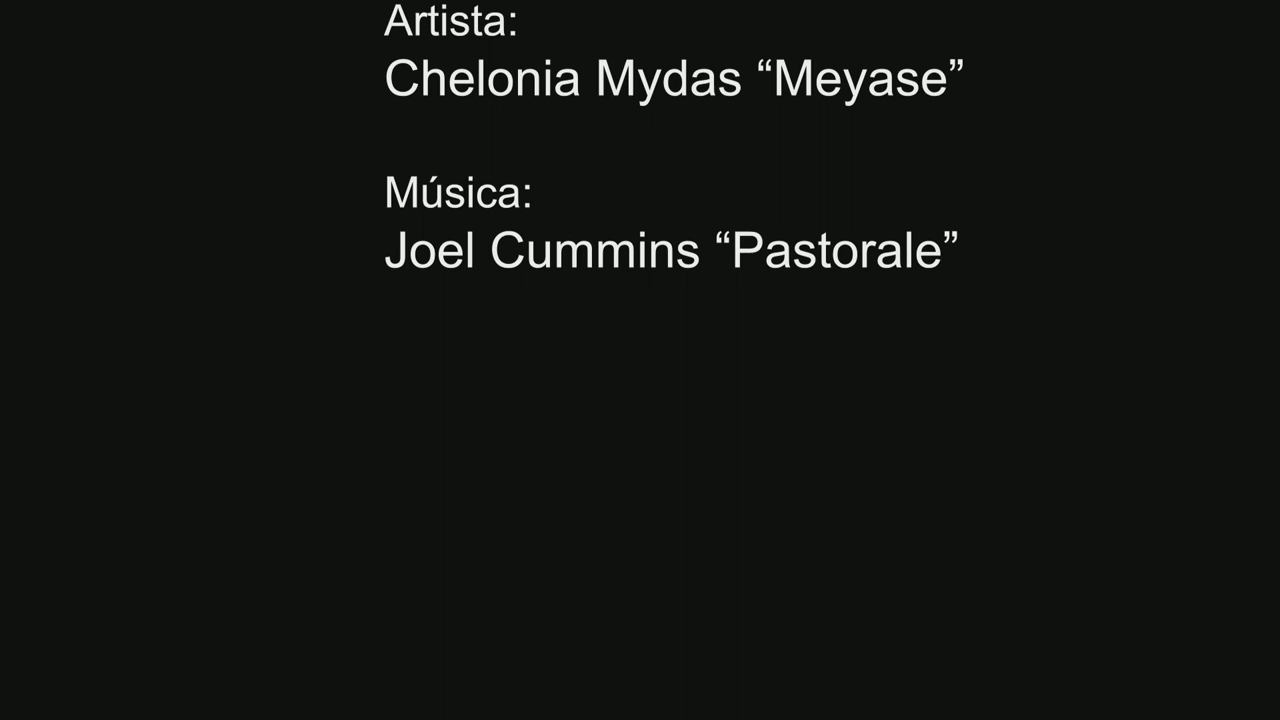 Artista:
Chelonia Mydas “Meyase”
Música:
Joel Cummins “Pastorale”